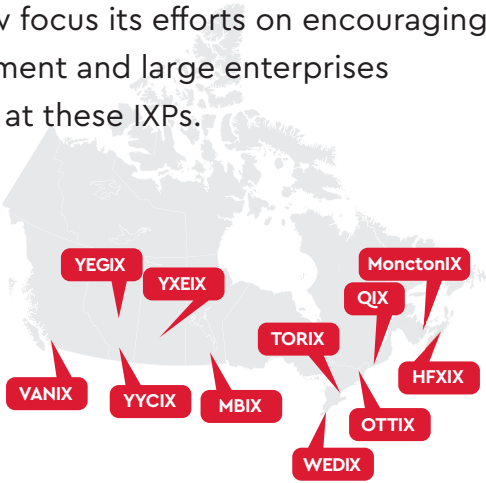 focus its efforts on encouraging
ment and large enterprises
at these IXPs.
YEGIX
YXEIX
MonctonIX
QIX
TORIX
VANIX
YYCIX
MBIX
HFXIX
OTTIX
WEDIX